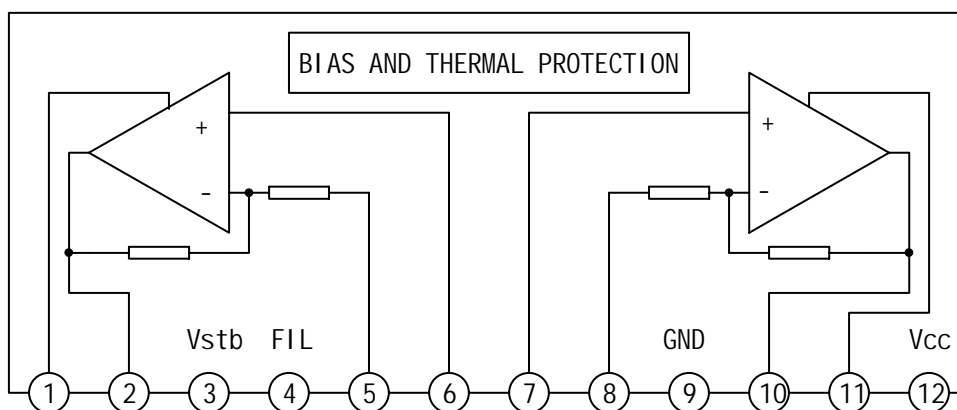 BIAS AND THERMAL PROTECTION
+ +
- -
Vstb FIL GND Vcc
1 2 3 4 5 6 7 8 9 10 11 12